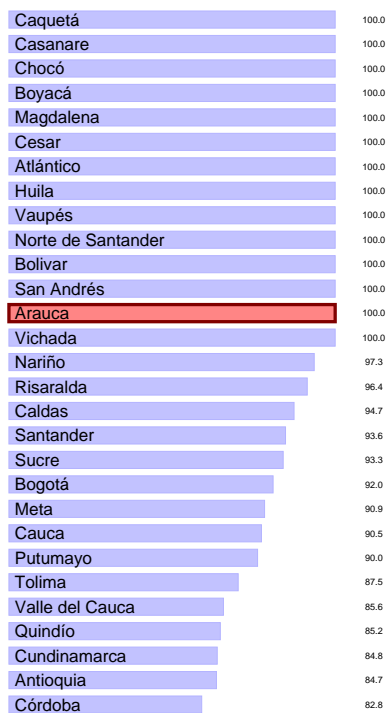 Caquetá 100.0
Casanare 100.0
Chocó 100.0
Boyacá 100.0
Magdalena 100.0
Cesar 100.0
Atlántico 100.0
Huila 100.0
Vaupés 100.0
Norte de Santander 100.0
Bolivar 100.0
San Andrés 100.0
Arauca 100.0
Vichada 100.0
Nariño 97.3
Risaralda 96.4
Caldas 94.7
Santander 93.6
Sucre 93.3
Bogotá 92.0
Meta 90.9
Cauca 90.5
Putumayo 90.0
Tolima 87.5
Valle del Cauca 85.6
Quindío 85.2
Cundinamarca 84.8
Antioquia 84.7
Córdoba 82.8